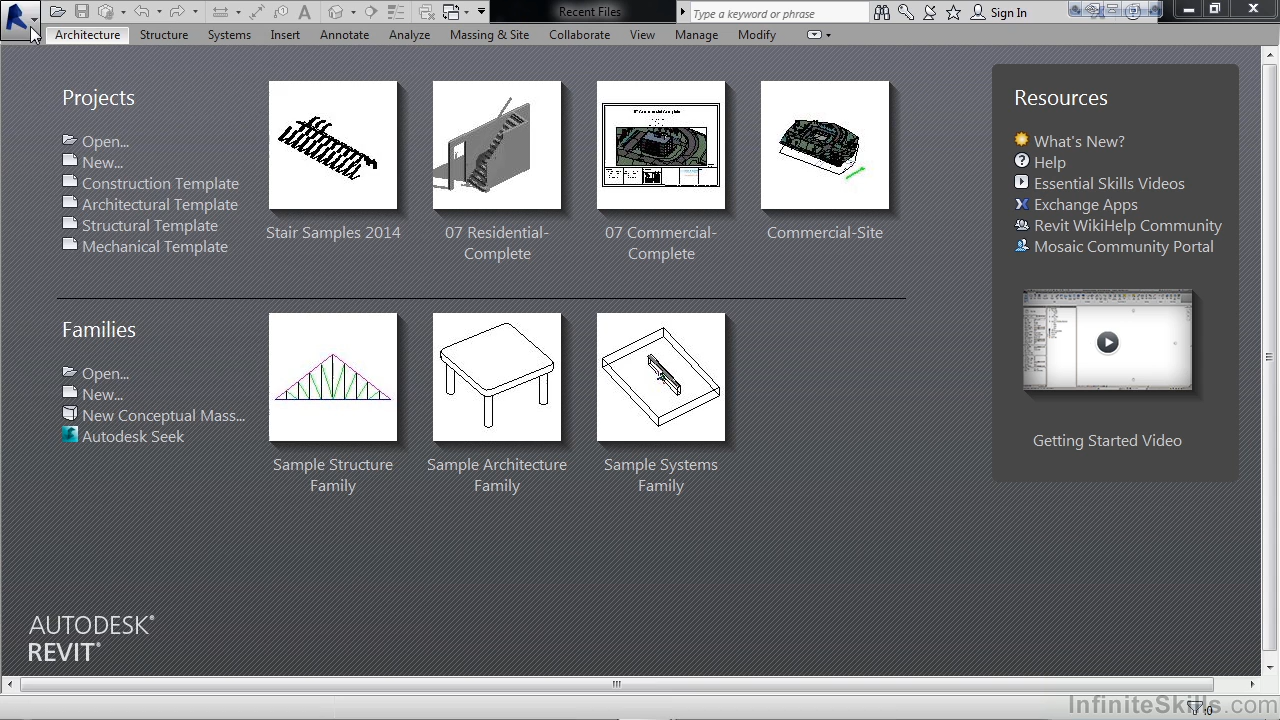 Recent Files
Type a keyword or phrase
Sign In
Architecture
Structure
Systems
Insert
Annotate
Analyze
Massing & Site
Collaborate
View
Manage
Modify
Projects
Open...
New...
Construction Template
Architectural Template
Structural Template
Mechanical Template
Stair Samples 2014
07 Residential-
Complete
07 Commercial-
Complete
Commercial-Site
Families
Open...
New...
New Conceptual Mass...
Autodesk Seek
Sample Structure
Family
Sample Architecture
Family
Sample Systems
Family
Resources
What's New?
Help
Essential Skills Videos
Exchange Apps
Revit WikiHelp Community
Mosaic Community Portal
Getting Started Video
AUTODESK®
REVIT®
InfiniteSkills.com
:0